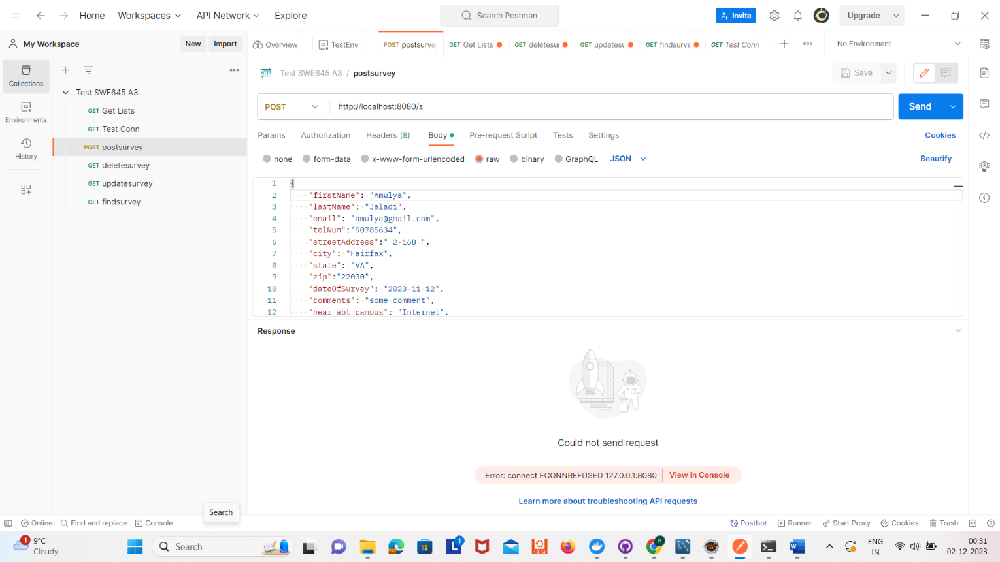 Home Workspaces API Network Explore Search Postman Invite Upgrade
My Workspace New Import Overview TestEnv POST postsurve GET Get Lists GET deletesu GET updatesu GET findsurve GET Test Conn No Environment
Collections
Environments
History
Test SWE645 A3
GET Get Lists
GET Test Conn
POST postsurvey
GET deletesurvey
GET updatesurvey
GET findsurvey
HTTP Test SWE645 A3 / postsurvey Save
POST http://localhost:8080/s Send
Params Authorization Headers (8) Body Pre-request Script Tests Settings Cookies
none form-data x-www-form-urlencoded raw binary GraphQL JSON Beautify
1 {
2 "firstName": "Amulya",
3 "lastName": "Jaladi",
4 "email": "amulya@gmail.com",
5 "telNum":"90785634",
6 "streetAddress":" 2-168 ",
7 "city": "Fairfax",
8 "state": "VA",
9 "zip":"22030",
10 "dateOfSurvey": "2023-11-12",
11 "comments": "some comment",
12 "hear_abt_campus": "Internet",
Response
Could not send request
Error: connect ECONNREFUSED 127.0.0.1:8080 View in Console
Learn more about troubleshooting API requests
Search
Online Find and replace Console Postbot Runner Start Proxy Cookies Trash
1 9°C
Cloudy
Search
L 1
18.04
R
W
ENG
IN
00:31
02-12-2023